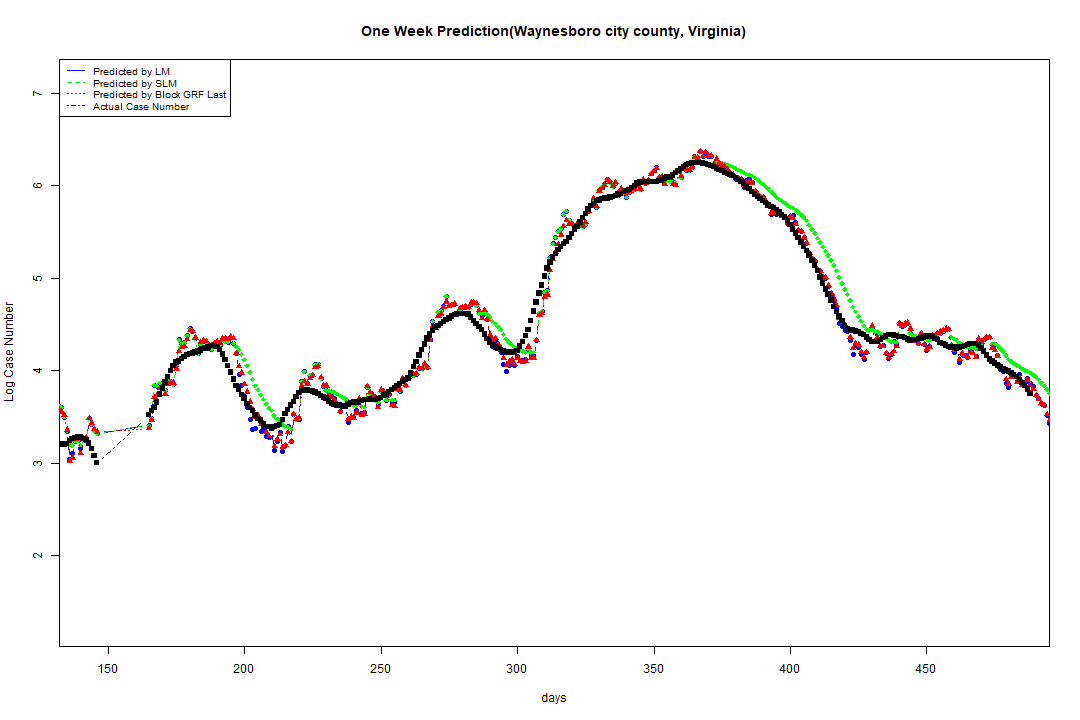 One Week Prediction(Waynesboro city county, Virginia)
Predicted by LM
Predicted by SLM
Predicted by Block GRF Last
Actual Case Number
7
6
5
4
3
2
Log Case Number
150 200 250 300 350 400 450
days